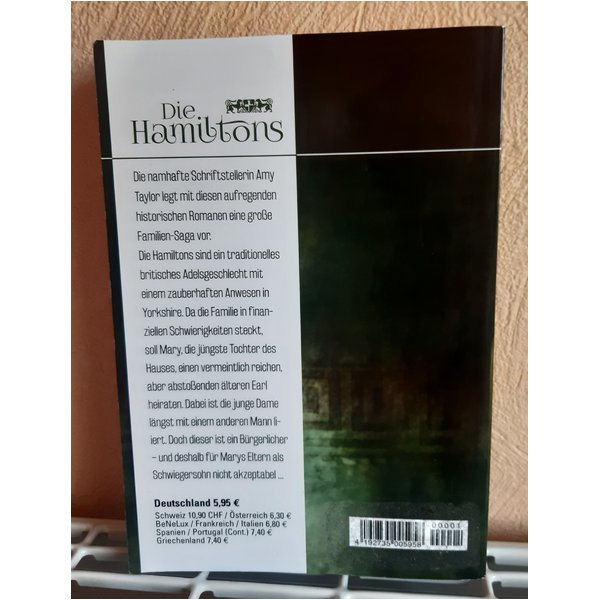 Die
Hamiltons
Die namhafte Schriftstellerin Amy
Taylor legt mit diesen aufregenden
historischen Romanen eine große
Familien-Saga vor.
Die Hamiltons sind ein traditionelles
britisches Adelsgeschlecht mit
einem zauberhaften Anwesen in
Yorkshire. Da die Familie in finan-
ziellen Schwierigkeiten steckt,
soll Mary, die jüngste Tochter des
Hauses, einen vermeintlich reichen,
aber abstoßenden älteren Earl
heiraten. Dabei ist die junge Dame
längst mit einem anderen Mann li-
iert. Doch dieser ist ein Bürgerlicher
– und deshalb für Marys Eltern als
Schwiegersohn nicht akzeptabel ...
Deutschland 5,95 €
Schweiz 10,90 CHF / Österreich 6,30 €
BeNeLux / Frankreich / Italien 6,80 €
Spanien / Portugal (Cont.) 7,40 €
Griechenland 7,40 €
00001
4 192735 005958